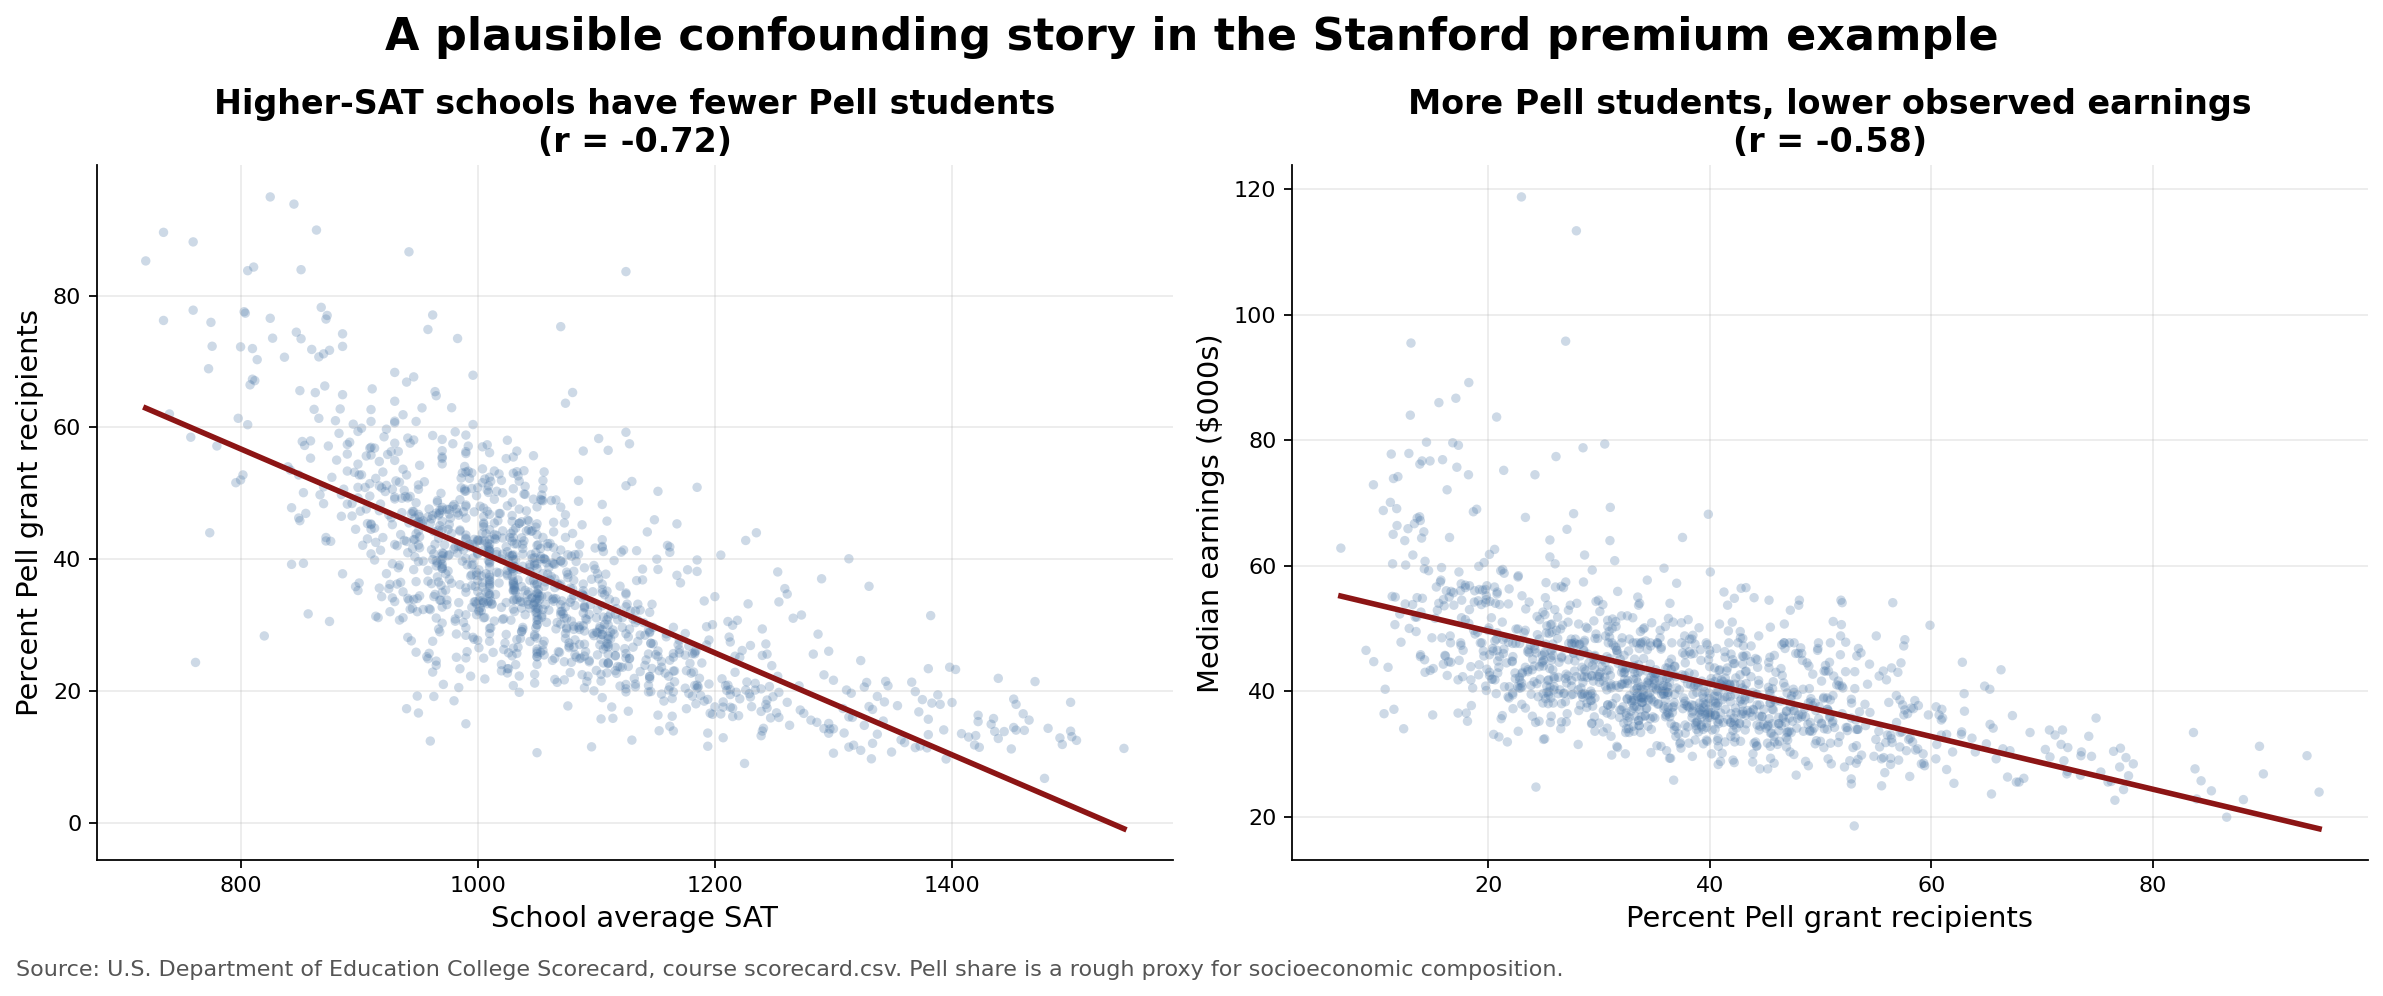 A plausible confounding story in the Stanford premium example
Higher-SAT schools have fewer Pell students
(r = -0.72)
Percent Pell grant recipients
80
60
40
20
0
800
1000
1200
1400
School average SAT
More Pell students, lower observed earnings
(r = -0.58)
Median earnings ($000s)
120
100
80
60
40
20
20
40
60
80
Percent Pell grant recipients
Source: U.S. Department of Education College Scorecard, course scorecard.csv. Pell share is a rough proxy for socioeconomic composition.